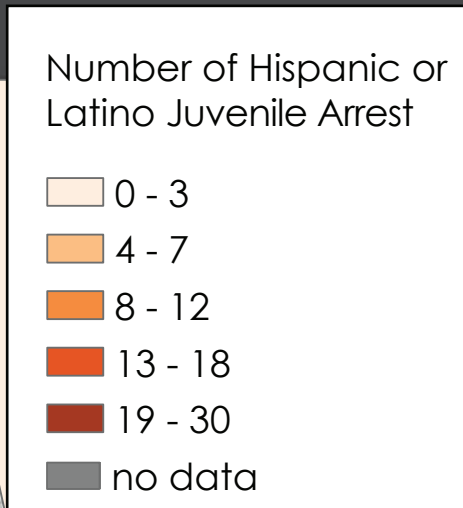 Number of Hispanic or
Latino Juvenile Arrest
0 - 3
4 - 7
8 - 12
13 - 18
19 - 30
no data